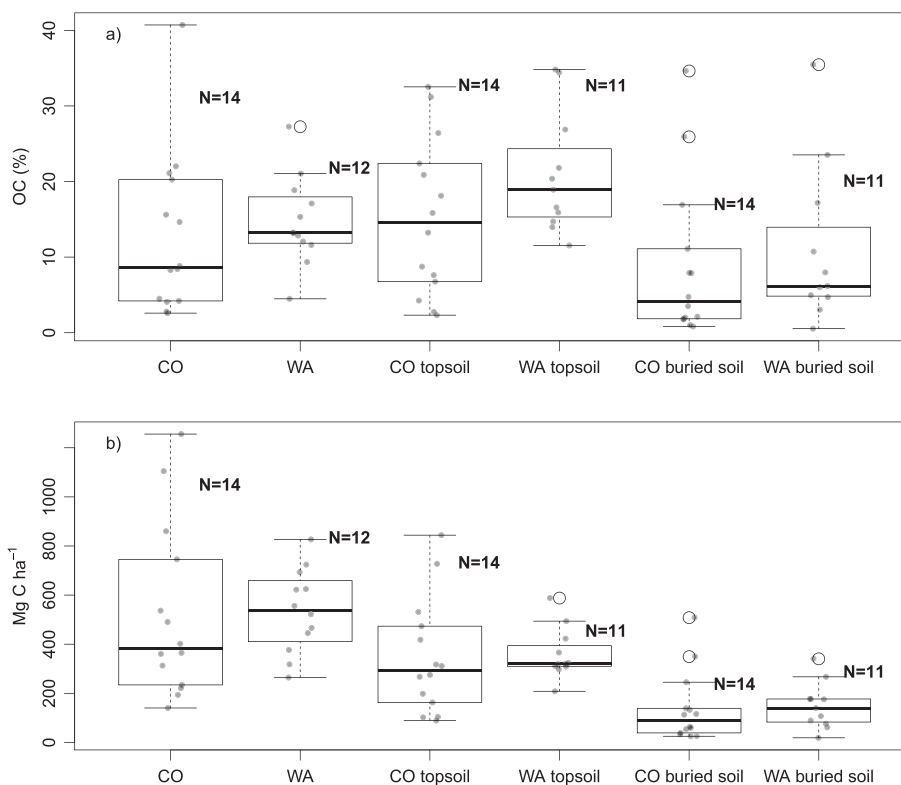 a)
OC (%)
40
30
20
10
0
N=14
N=12
N=14
N=11
N=14
N=11
CO WA CO topsoil WA topsoil CO buried soil WA buried soil
b)
Mg C ha⁻¹
1000
800
600
400
200
0
N=14
N=12
N=14
N=11
N=14
N=11
CO WA CO topsoil WA topsoil CO buried soil WA buried soil